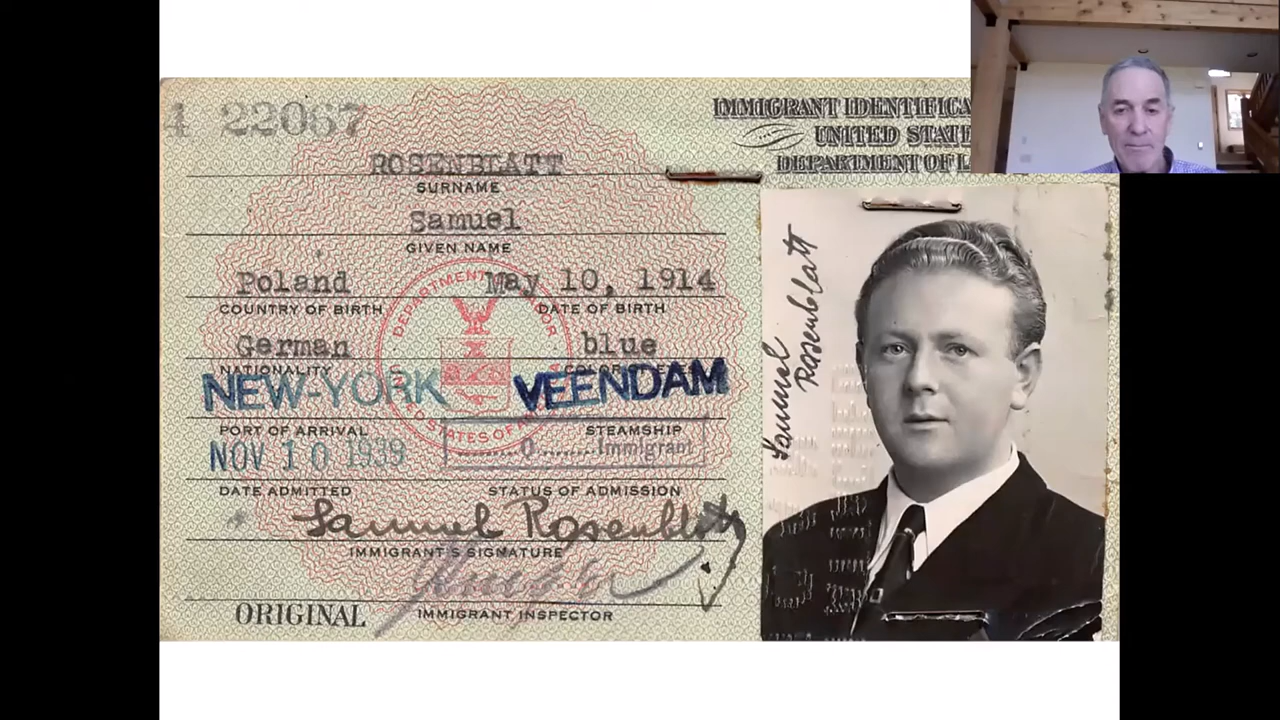 4 22067
IMMIGRANT IDENTIFICA
UNITED STATE
DEPARTMENT OF L
ROSENBLATT
SURNAME
Samuel
GIVEN NAME
Poland May 10, 1914
COUNTRY OF BIRTH DATE OF BIRTH
German blue
NATIONALITY
NEW-YORK VEENDAM
PORT OF ARRIVAL STEAMSHIP
NOV 10 1939 Immigrant
DATE ADMITTED STATUS OF ADMISSION
Samuel Rosenblatt
IMMIGRANT'S SIGNATURE
ORIGINAL IMMIGRANT INSPECTOR
Samuel
Rosenblatt